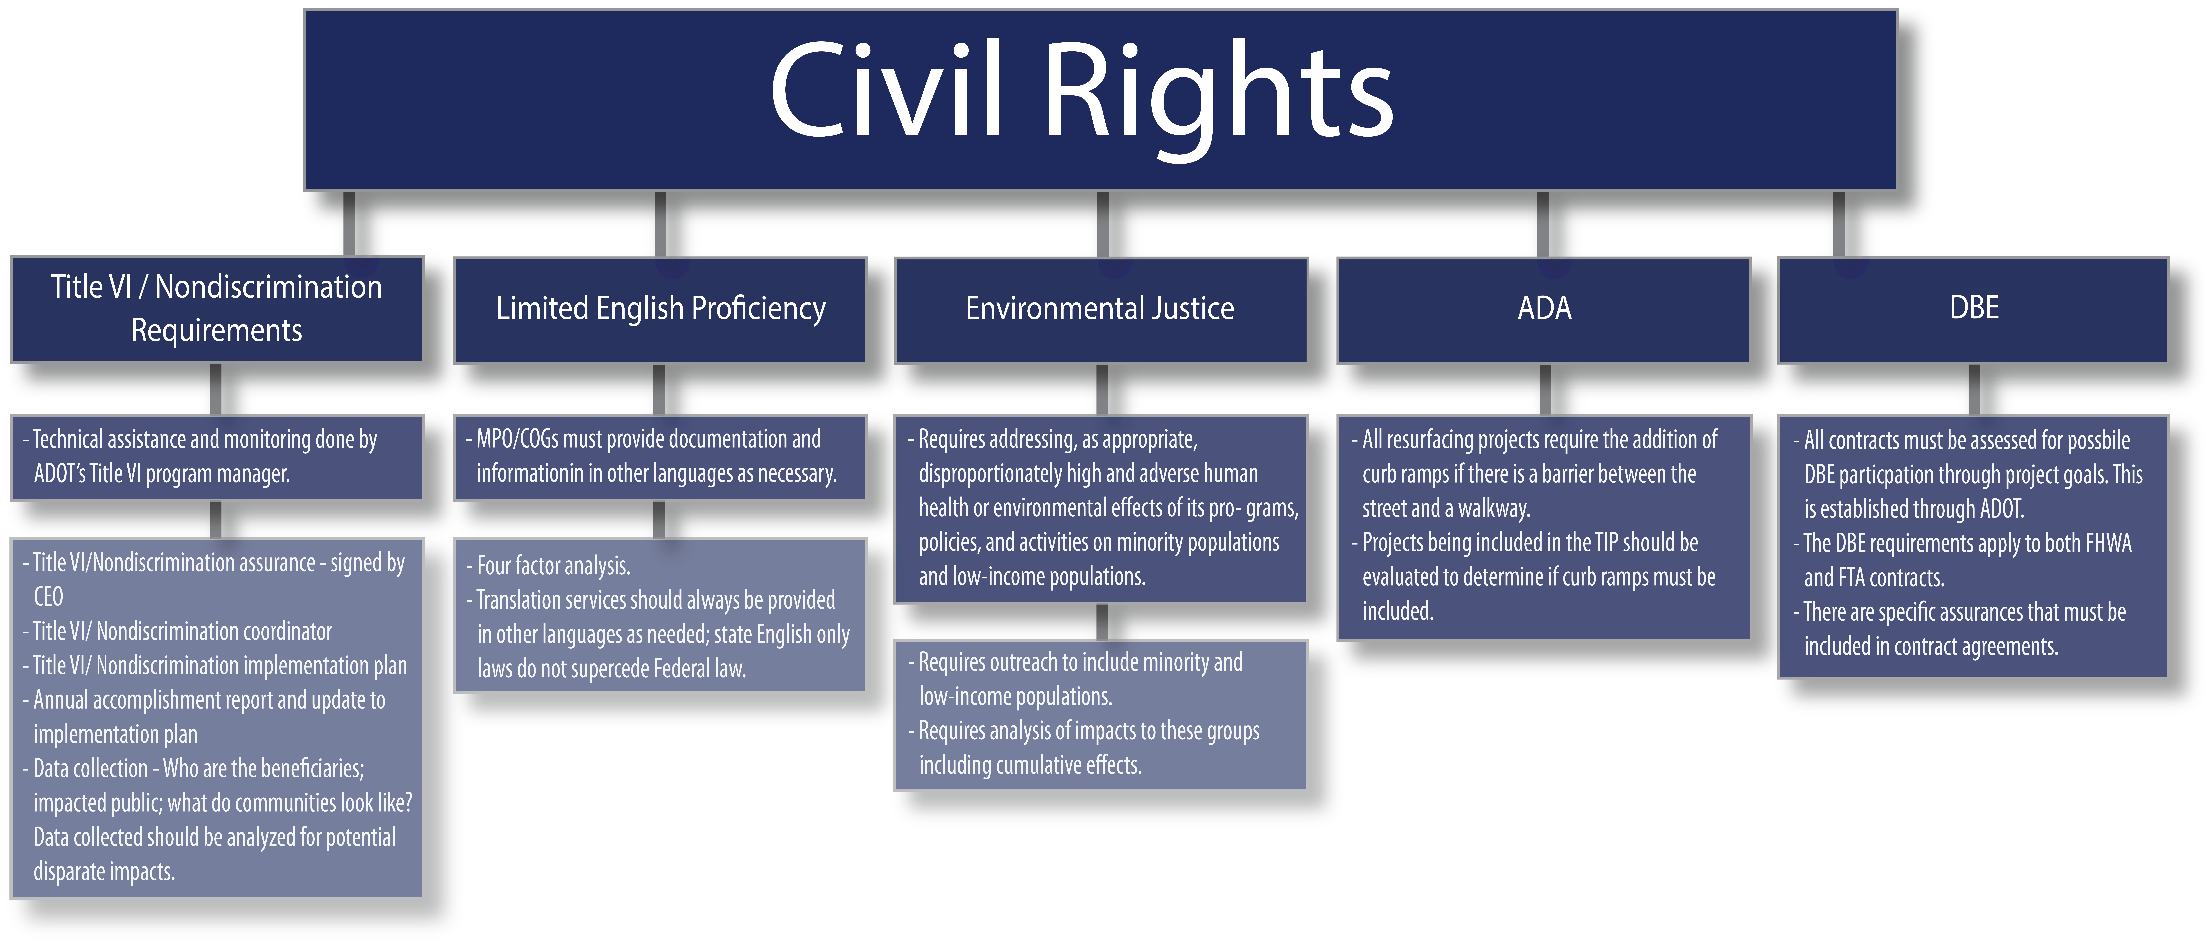 Civil Rights
Title VI / Nondiscrimination
Requirements
- Technical assistance and monitoring done by
ADOT's Title VI program manager.
- Title VI/Nondiscrimination assurance - signed by
CEO
- Title VI/ Nondiscrimination coordinator
- Title VI/ Nondiscrimination implementation plan
- Annual accomplishment report and update to
implementation plan
- Data collection - Who are the beneficiaries;
impacted public; what do communities look like?
Data collected should be analyzed for potential
disparate impacts.
Limited English Proficiency
- MPO/COGs must provide documentation and
informationin in other languages as necessary.
- Four factor analysis.
- Translation services should always be provided
in other languages as needed; state English only
laws do not supercede Federal law.
Environmental Justice
- Requires addressing, as appropriate,
disproportionately high and adverse human
health or environmental effects of its pro- grams,
policies, and activities on minority populations
and low-income populations.
- Requires outreach to include minority and
low-income populations.
- Requires analysis of impacts to these groups
including cumulative effects.
ADA
- All resurfacing projects require the addition of
curb ramps if there is a barrier between the
street and a walkway.
- Projects being included in the TIP should be
evaluated to determine if curb ramps must be
included.
DBE
- All contracts must be assessed for possbile
DBE particpation through project goals. This
is established through ADOT.
- The DBE requirements apply to both FHWA
and FTA contracts.
- There are specific assurances that must be
included in contract agreements.